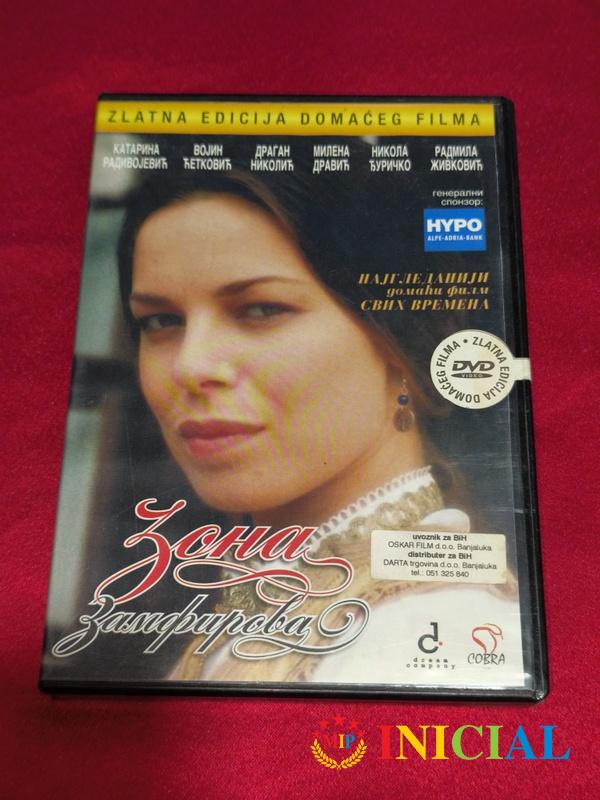 ZLATNA EDICIJA DOMAĆEG FILMA
КАТАРИНА РАДИВОЈЕВИЋ
ВОЈИН ЋЕТКОВИЋ
ДРАГАН НИКОЛИЋ
МИЛЕНА ДРАВИЋ
НИКОЛА ЂУРИЧКО
РАДМИЛА ЖИВКОВИЋ
генерални
спонзор:
HYPO
ALPE-ADRIA-BANK
НАЈГЛЕДАНИЈИ
домаћи филм
СВИХ ВРЕМЕНА
ZLATNA EDICIJA DOMAĆEG FILMA •
DVD
VIDEO
Зона
Замфирова
uvoznik za BiH
OSKAR FILM d.o.o. Banjaluka
distributer za BiH
DARTA trgovina d.o.o. Banjaluka
tel.: 051 325 840
dc
dream
company
COBRA
VIP INICIAL